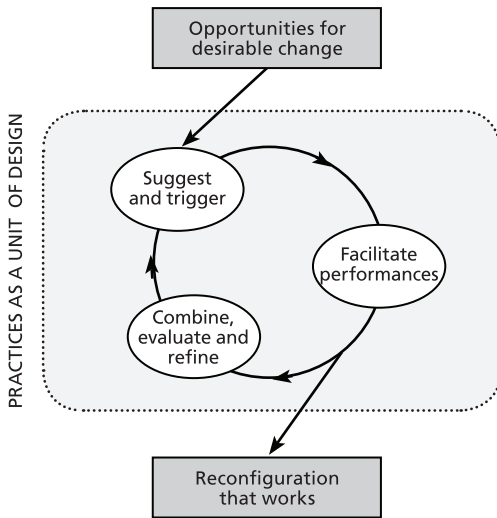 Opportunities for
desirable change
PRACTICES AS A UNIT OF DESIGN
Suggest
and trigger
Facilitate
performances
Combine,
evaluate and
refine
Reconfiguration
that works